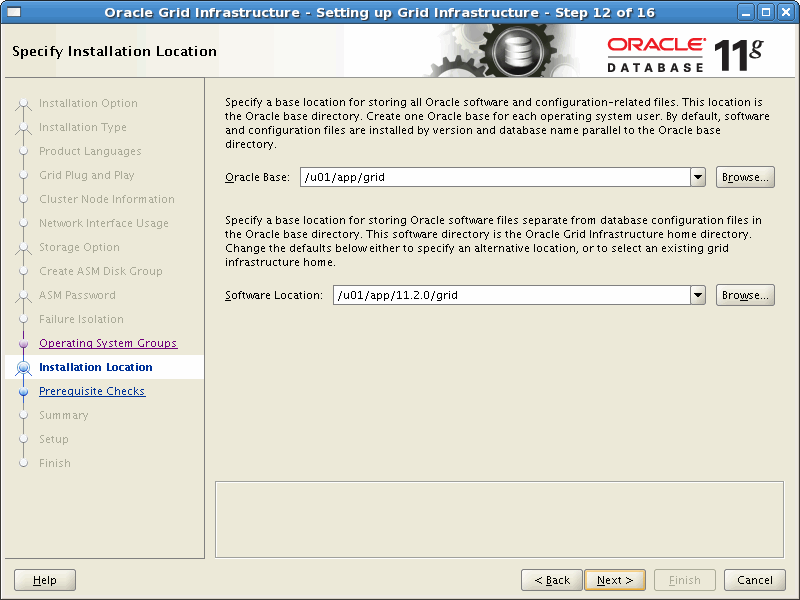 Oracle Grid Infrastructure - Setting up Grid Infrastructure - Step 12 of 16
Specify Installation Location
ORACLE
DATABASE
11g
Installation Option
Installation Type
Product Languages
Grid Plug and Play
Cluster Node Information
Network Interface Usage
Storage Option
Create ASM Disk Group
ASM Password
Failure Isolation
Operating System Groups
Installation Location
Prerequisite Checks
Summary
Setup
Finish
Specify a base location for storing all Oracle software and configuration-related files. This location is
the Oracle base directory. Create one Oracle base for each operating system user. By default, software
and configuration files are installed by version and database name parallel to the Oracle base
directory.
Oracle Base: /u01/app/grid Browse...
Specify a base location for storing Oracle software files separate from database configuration files in
the Oracle base directory. This software directory is the Oracle Grid Infrastructure home directory.
Change the defaults below either to specify an alternative location, or to select an existing grid
infrastructure home.
Software Location: /u01/app/11.2.0/grid Browse...
Help < Back Next > Finish Cancel